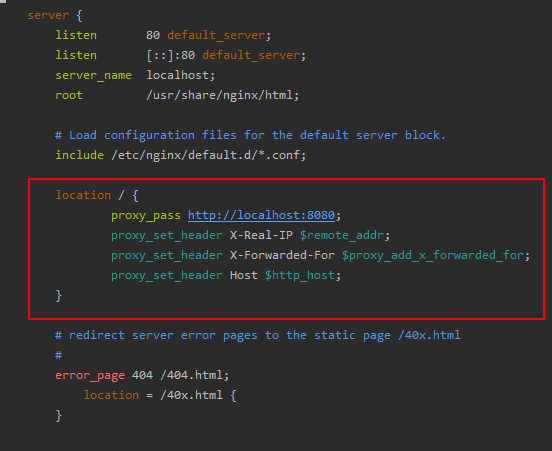 server {
listen 80 default_server;
listen [::]:80 default_server;
server_name localhost;
root /usr/share/nginx/html;
# Load configuration files for the default server block.
include /etc/nginx/default.d/*.conf;
location / {
proxy_pass http://localhost:8080;
proxy_set_header X-Real-IP $remote_addr;
proxy_set_header X-Forwarded-For $proxy_add_x_forwarded_for;
proxy_set_header Host $http_host;
}
# redirect server error pages to the static page /40x.html
#
error_page 404 /404.html;
location = /40x.html {
}